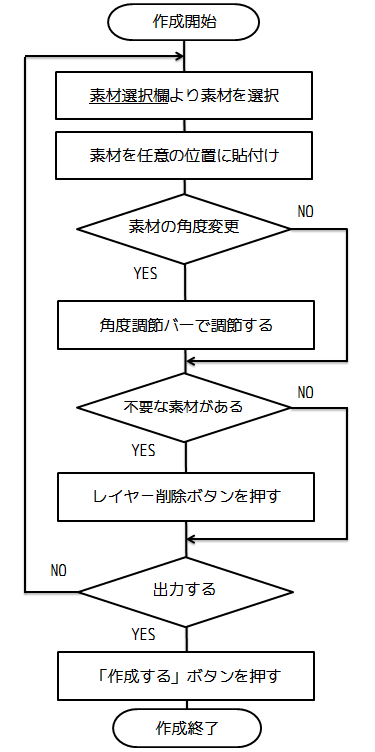 作成開始
素材選択欄より素材を選択
素材を任意の位置に貼付け
素材の角度変更
NO
YES
角度調節バーで調節する
不要な素材がある
NO
YES
レイヤー削除ボタンを押す
出力する
NO
YES
「作成する」ボタンを押す
作成終了